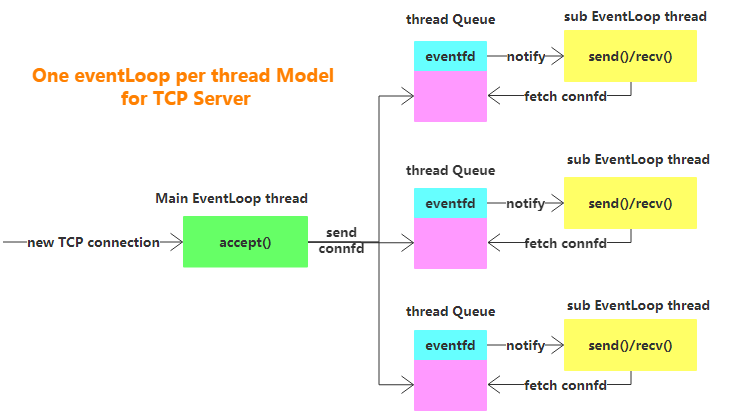 One eventLoop per thread Model
for TCP Server
new TCP connection
Main EventLoop thread
accept()
send
connfd
thread Queue
eventfd
notify
sub EventLoop thread
send()/recv()
fetch connfd
thread Queue
eventfd
notify
sub EventLoop thread
send()/recv()
fetch connfd
thread Queue
eventfd
notify
sub EventLoop thread
send()/recv()
fetch connfd